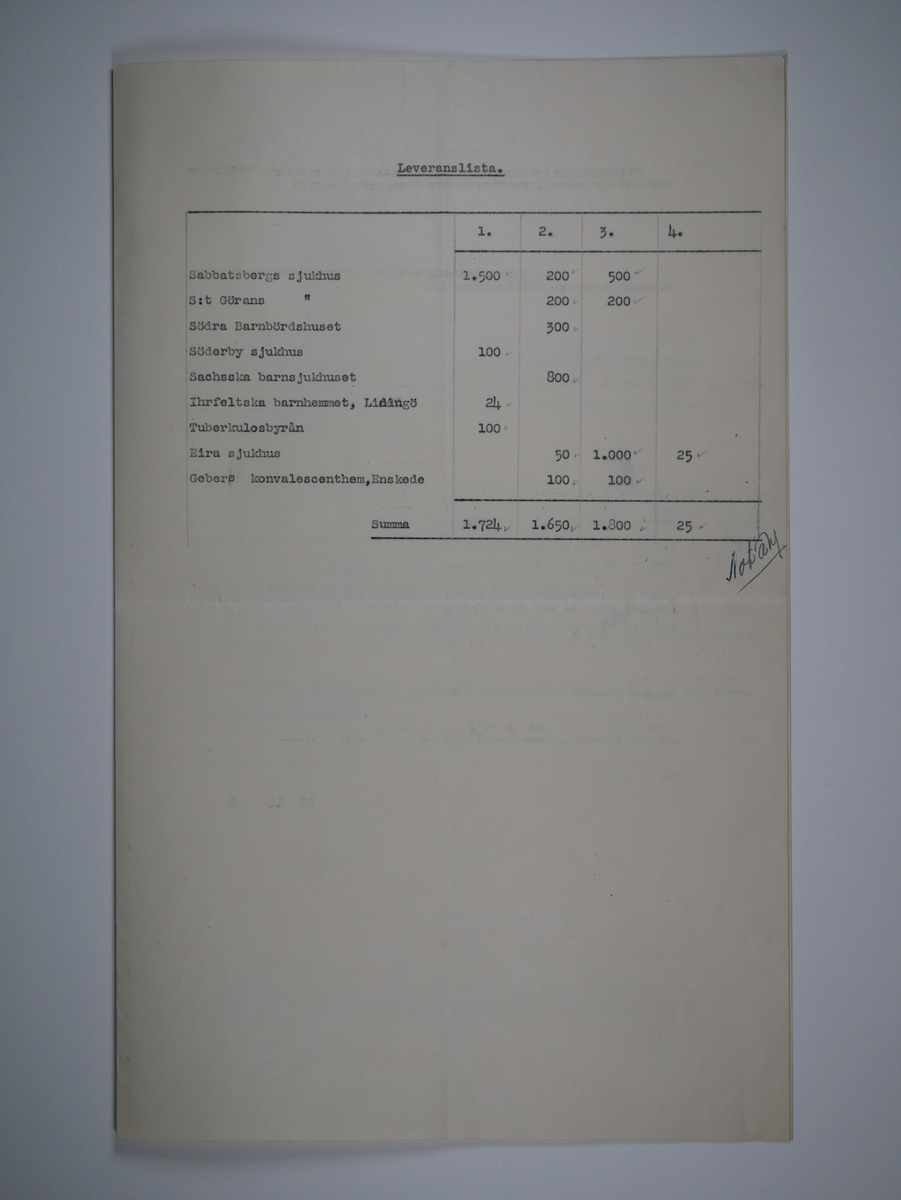 Leveranslista.
1. 2. 3. 4.
Sabbatsbergs sjukhus 1.500 200 500
S:t Görans " 200 200
Södra Barnbördshuset 300
Söderby sjukhus 100
Sachsska barnsjukhuset 800
Ihrfeltska barnhemmet, Lidingö 24
Tuberkulosbyrån 100
Eira sjukhus 50 1.000 25
Gebers konvalescenthem,Enskede 100 100
Summa 1.724 1.650 1.800 25